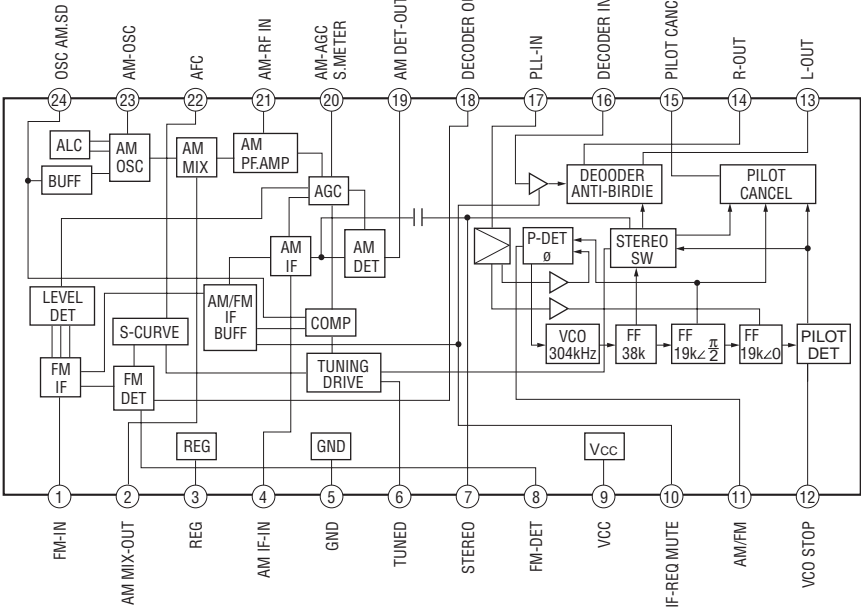 OSC AM.SD
AM-OSC
AFC
AM-RF IN
AM-AGC
S.METER
AM DET-OUT
DECODER OU
PLL-IN
DECODER IN
PILOT CANC
R-OUT
L-OUT
24
23
22
21
20
19
18
17
16
15
14
13
ALC
AM
OSC
AM
MIX
AM
PF.AMP
BUFF
AGC
DEODER
ANTI-BIRDIE
PILOT
CANCEL
AM
IF
AM
DET
P-DET
ø
STEREO
SW
LEVEL
DET
S-CURVE
AM/FM
IF
BUFF
COMP
VCO
304kHz
FF
38k
FF
19k∠ π/2
FF
19k∠0
PILOT
DET
FM
IF
FM
DET
TUNING
DRIVE
REG
GND
Vcc
1
2
3
4
5
6
7
8
9
10
11
12
FM-IN
AM MIX-OUT
REG
AM IF-IN
GND
TUNED
STEREO
FM-DET
VCC
IF-REQ MUTE
AM/FM
VCO STOP